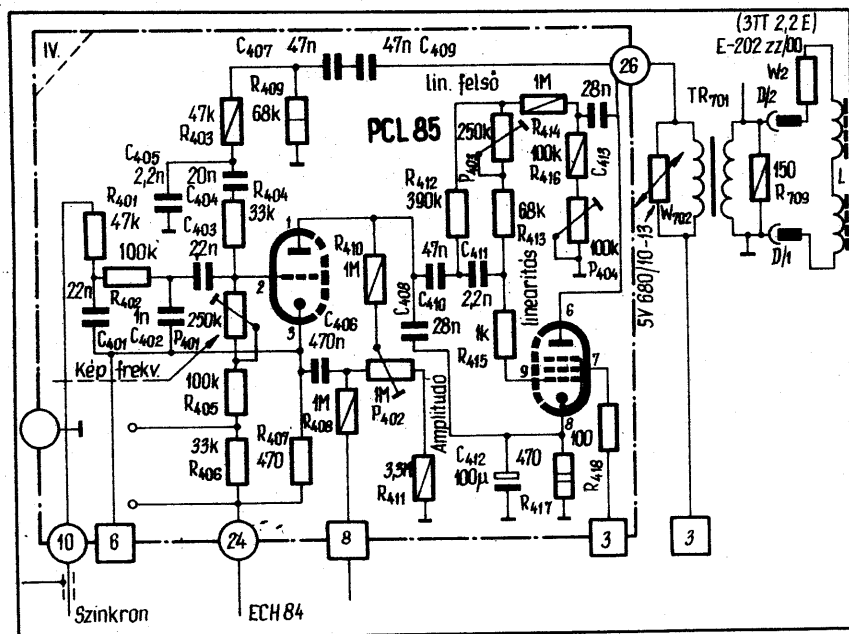 IV.
C407 47n
47n C409
26
(3TT 2,2 E)
E-202 zz/00
W2
TR701
D/2
R409
68k
47k
R403
PCL 85
lin. felső
1M
R414
28n
C413
250k
P403
100k
R416
C405
2,2n
20n
C404
R404
33k
R401
47k
C403
22n
100k
R402
R412
390k
68k
R413
100k
P404
150
R709
L
W702
5V 680/10-13
D/1
1
2
3
R410
1M
47n
C410
C411
2,2n
linearitás
22n
C401
1n
C402
P401
250k
C406
470n
C408
28n
1k
R415
6
7
9
8
Kép frekv.
100k
R405
1M
R408
1M
P402
Amplitudó
33k
R406
R407
470
3,3M
R411
C412
100μ
470
R417
100
R418
10
6
24
8
3
3
Szinkron
ECH 84